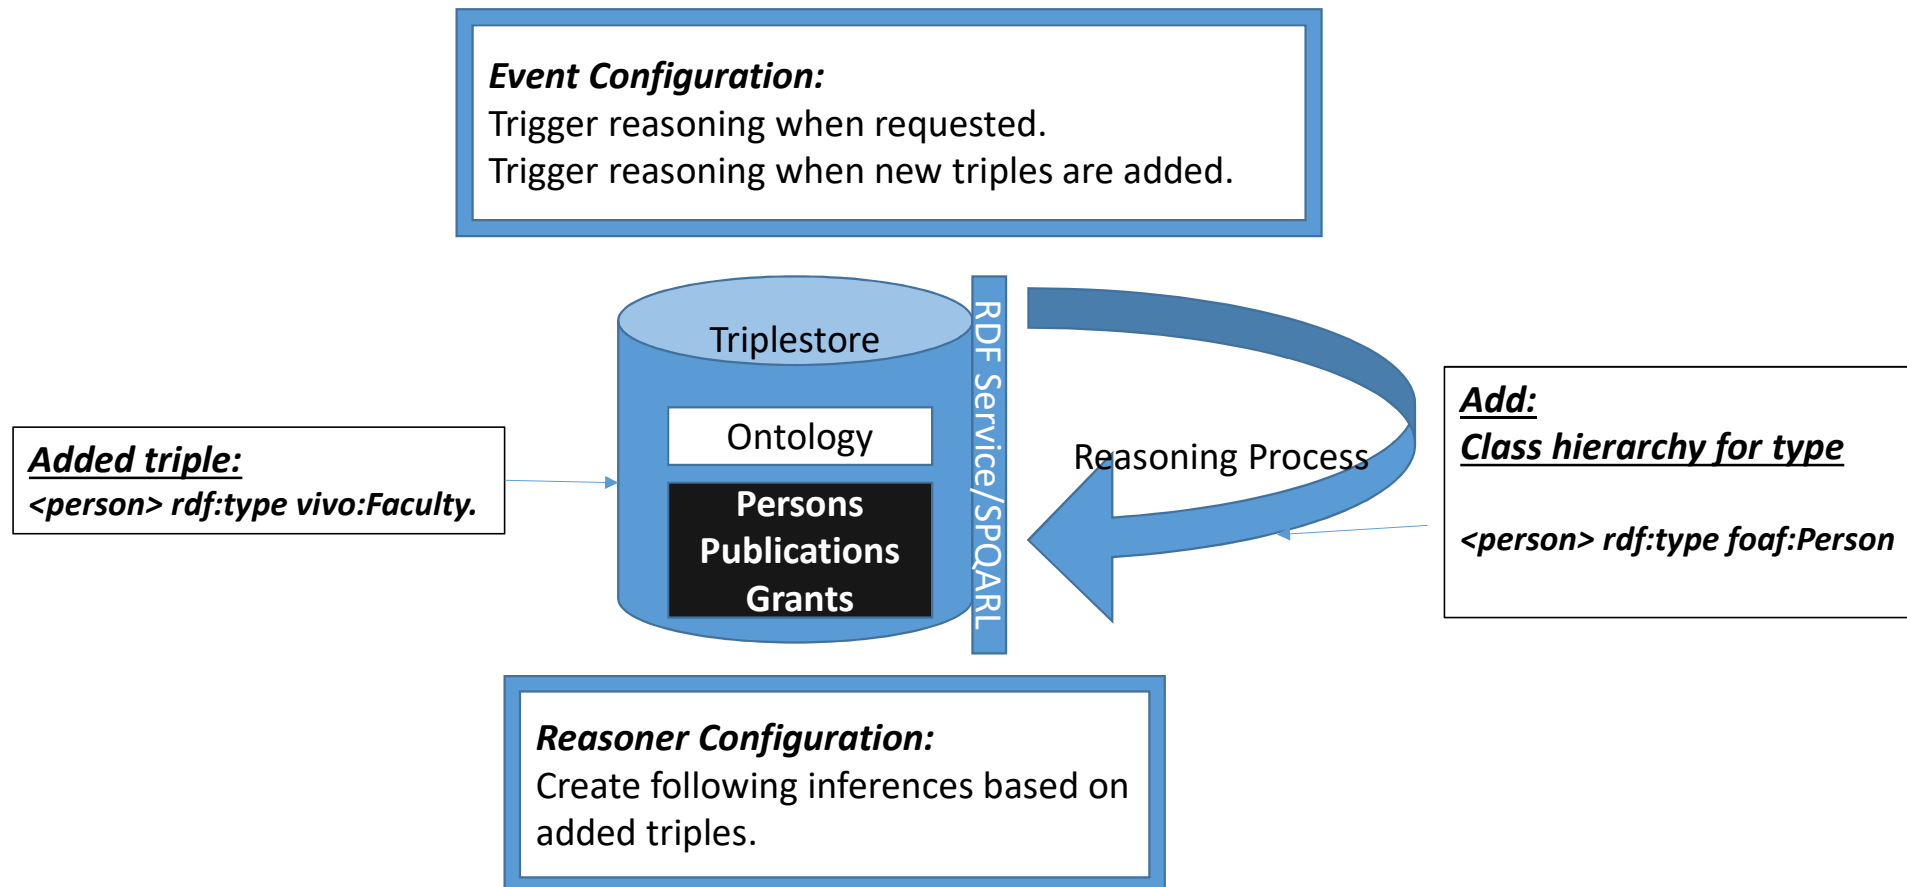 Event Configuration:
Trigger reasoning when requested.
Trigger reasoning when new triples are added.
Triplestore
Ontology
Persons
Publications
Grants
RDF Service/SPQARL
Reasoning Process
Added triple:
<person> rdf:type vivo:Faculty.
Add:
Class hierarchy for type
<person> rdf:type foaf:Person
Reasoner Configuration:
Create following inferences based on
added triples.